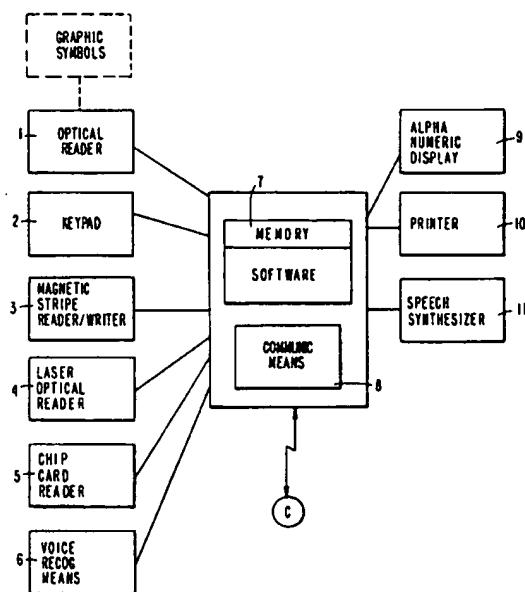 GRAPHIC
SYMBOLS
1
OPTICAL
READER
2
KEYPAD
3
MAGNETIC
STRIPE
READER/WRITER
4
LASER
OPTICAL
READER
5
CHIP
CARD
READER
6
VOICE
RECOG
MEANS
7
MEMORY
SOFTWARE
COMMUNIC
MEANS
8
C
ALPHA
NUMERIC
DISPLAY
9
PRINTER
10
SPEECH
SYNTHESIZER
11